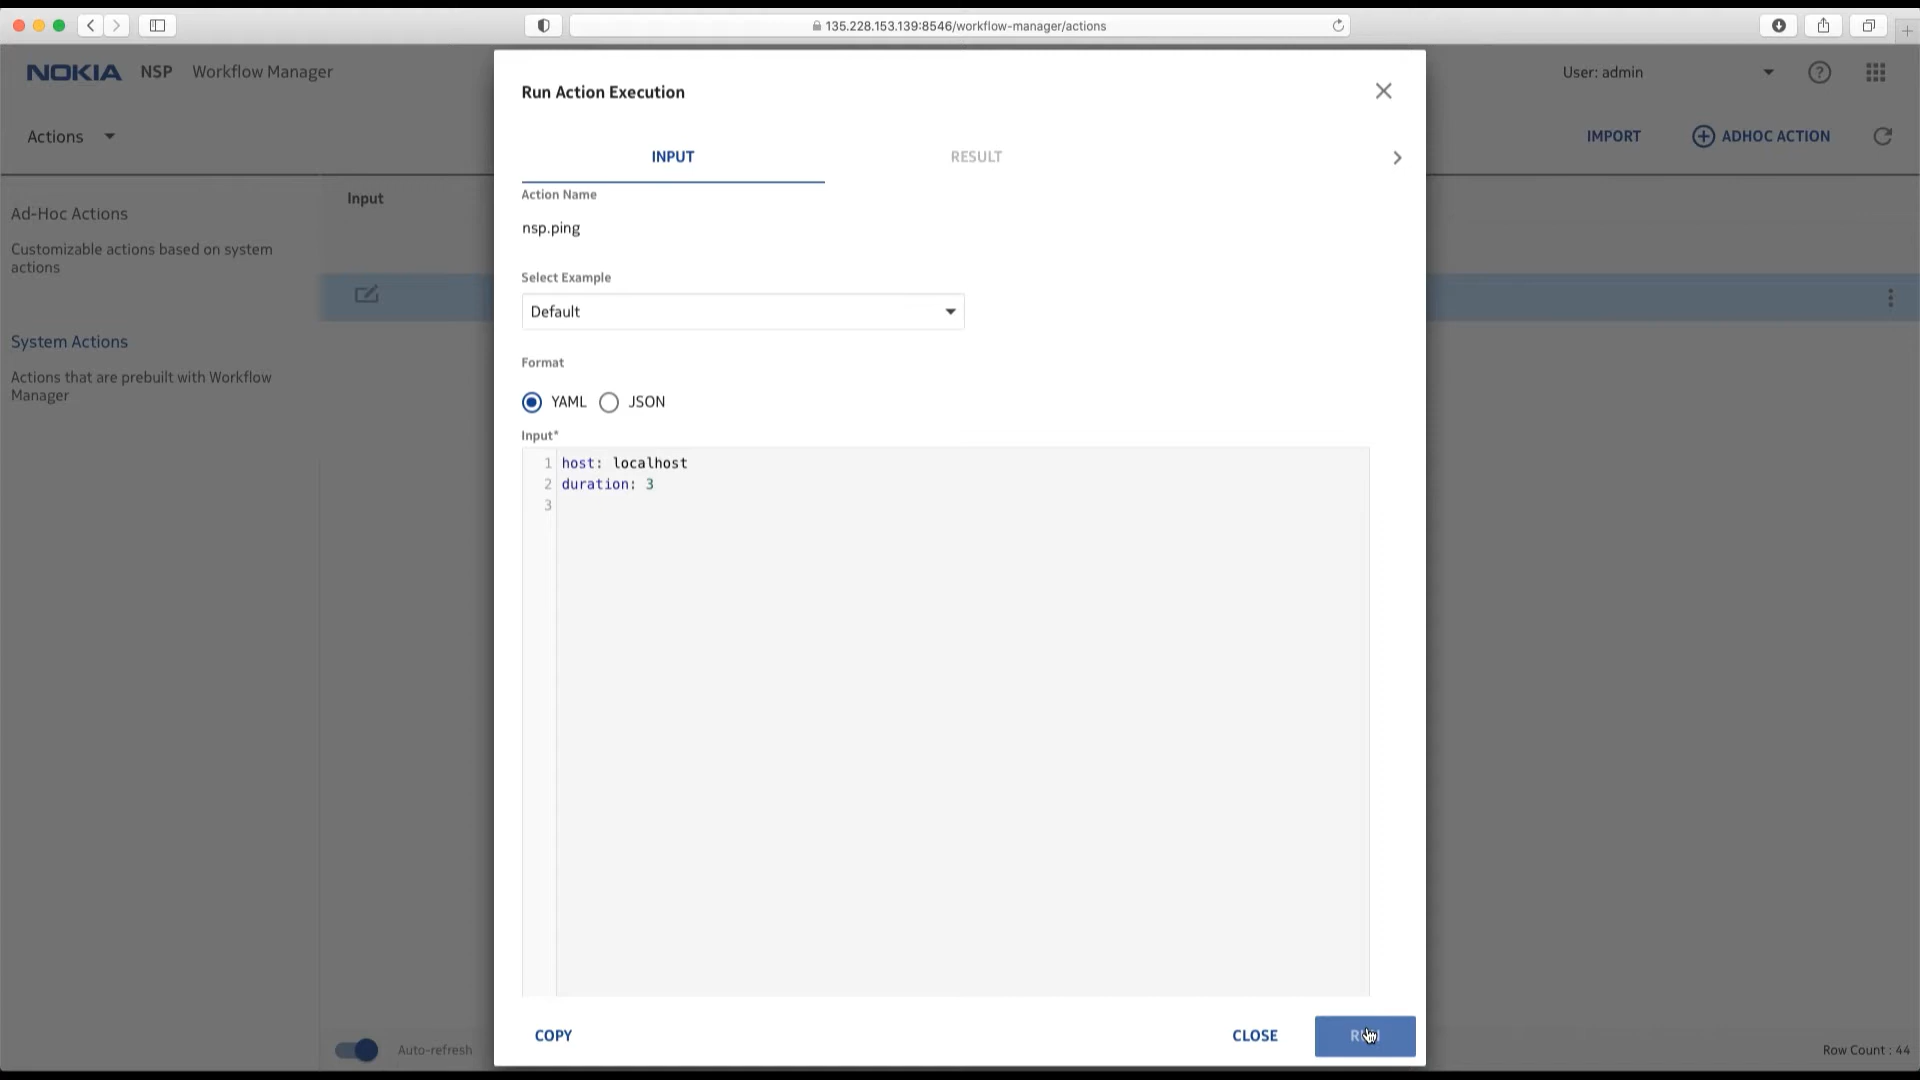 135.228.153.139:8546/workflow-manager/actions
NOKIA NSP Workflow Manager
User: admin
Actions
IMPORT
ADHOC ACTION
Ad-Hoc Actions
Customizable actions based on system
actions
System Actions
Actions that are prebuilt with Workflow
Manager
Input
Run Action Execution
INPUT
RESULT
Action Name
nsp.ping
Select Example
Default
Format
YAML
JSON
Input*
1 host: localhost
2 duration: 3
3
COPY
CLOSE
Auto-refresh
Row Count : 44